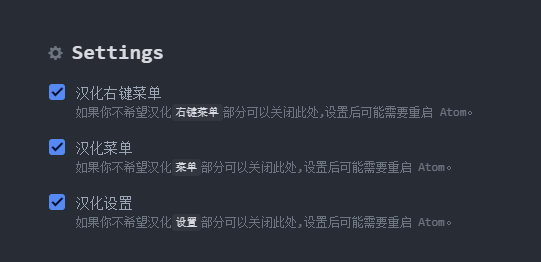 Settings
汉化右键菜单
如果你不希望汉化 右键菜单 部分可以关闭此处,设置后可能需要重启 Atom。
汉化菜单
如果你不希望汉化 菜单 部分可以关闭此处,设置后可能需要重启 Atom。
汉化设置
如果你不希望汉化 设置 部分可以关闭此处,设置后可能需要重启 Atom。